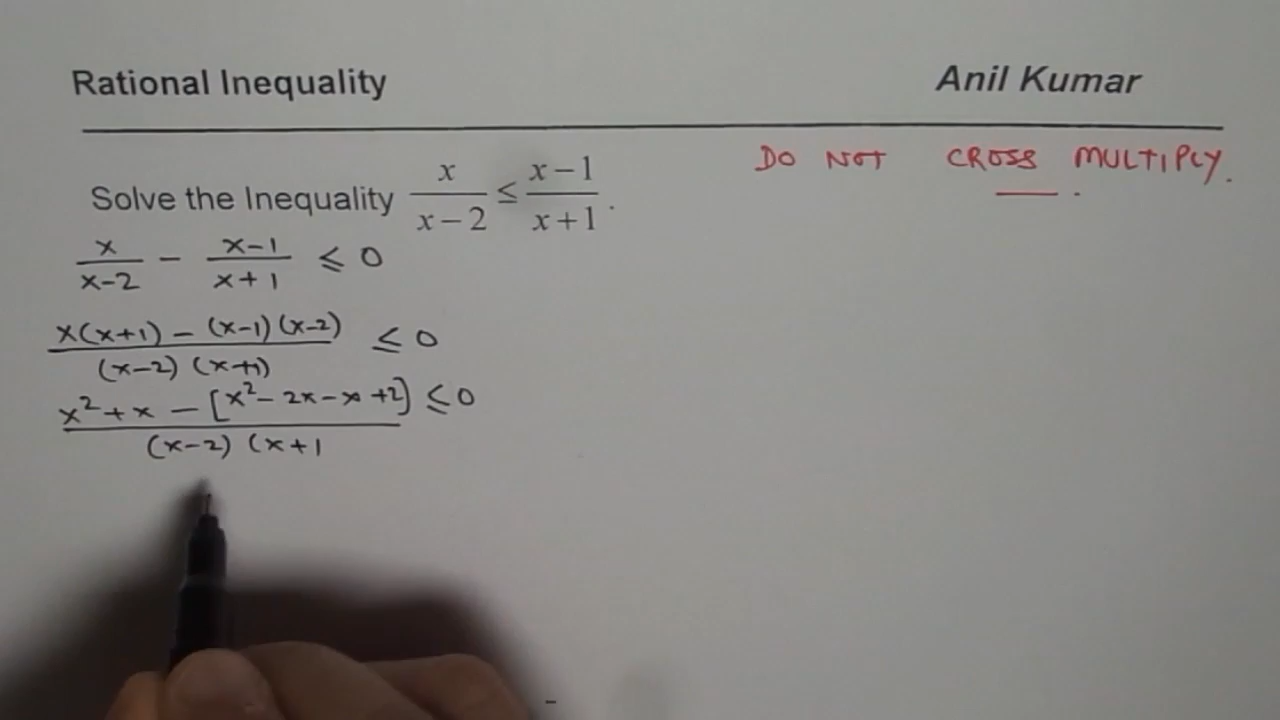 Rational Inequality Anil Kumar
DO NOT CROSS MULTIPLY.
Solve the Inequality x/(x−2) ≤ (x−1)/(x+1).
x/(x−2) − (x−1)/(x+1) ≤ 0
(x(x+1) − (x−1)(x−2))/((x−2)(x+1)) ≤ 0
(x²+x − [x²−2x−x+2])/((x−2)(x+1 ≤ 0